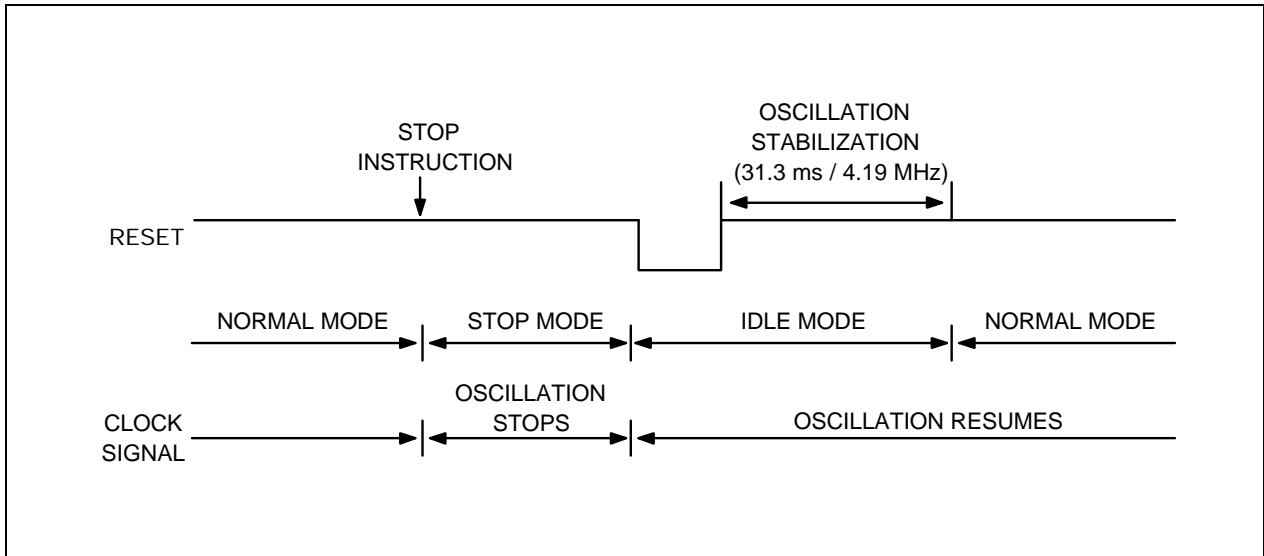 STOP
INSTRUCTION
OSCILLATION
STABILIZATION
(31.3 ms / 4.19 MHz)
RESET
NORMAL MODE
STOP MODE
IDLE MODE
NORMAL MODE
CLOCK
SIGNAL
OSCILLATION
STOPS
OSCILLATION RESUMES